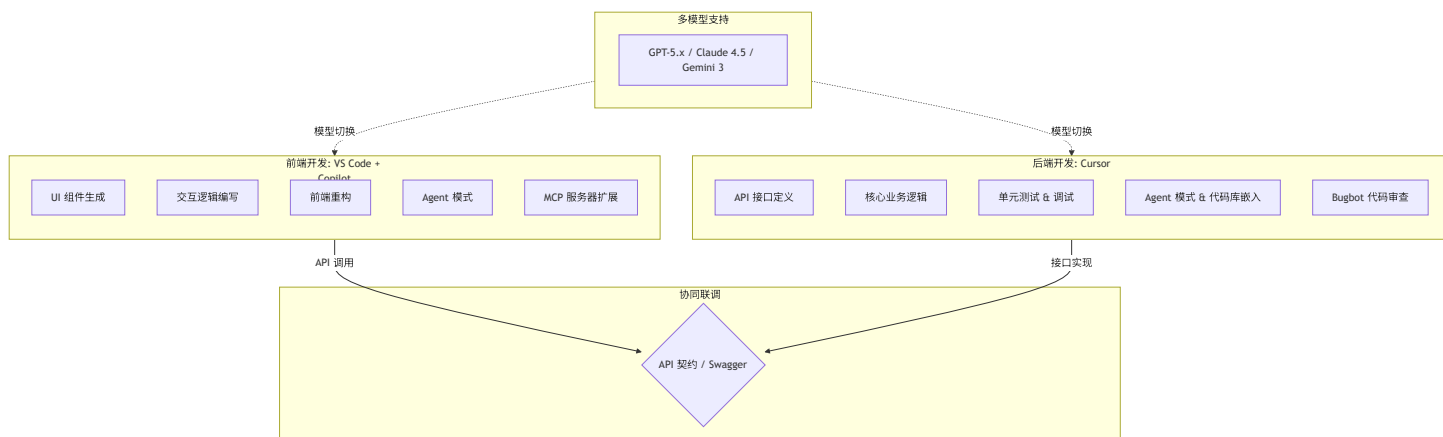 多模型支持
GPT-5.x / Claude 4.5 /
Gemini 3
模型切换
模型切换
前端开发: VS Code +
Copilot
UI 组件生成
交互逻辑编写
前端重构
Agent 模式
MCP 服务器扩展
后端开发: Cursor
API 接口定义
核心业务逻辑
单元测试 & 调试
Agent 模式 & 代码库嵌入
Bugbot 代码审查
API 调用
接口实现
协同联调
API 契约 / Swagger